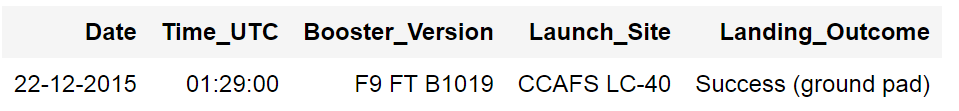 Date Time_UTC Booster_Version Launch_Site Landing_Outcome
22-12-2015 01:29:00 F9 FT B1019 CCAFS LC-40 Success (ground pad)